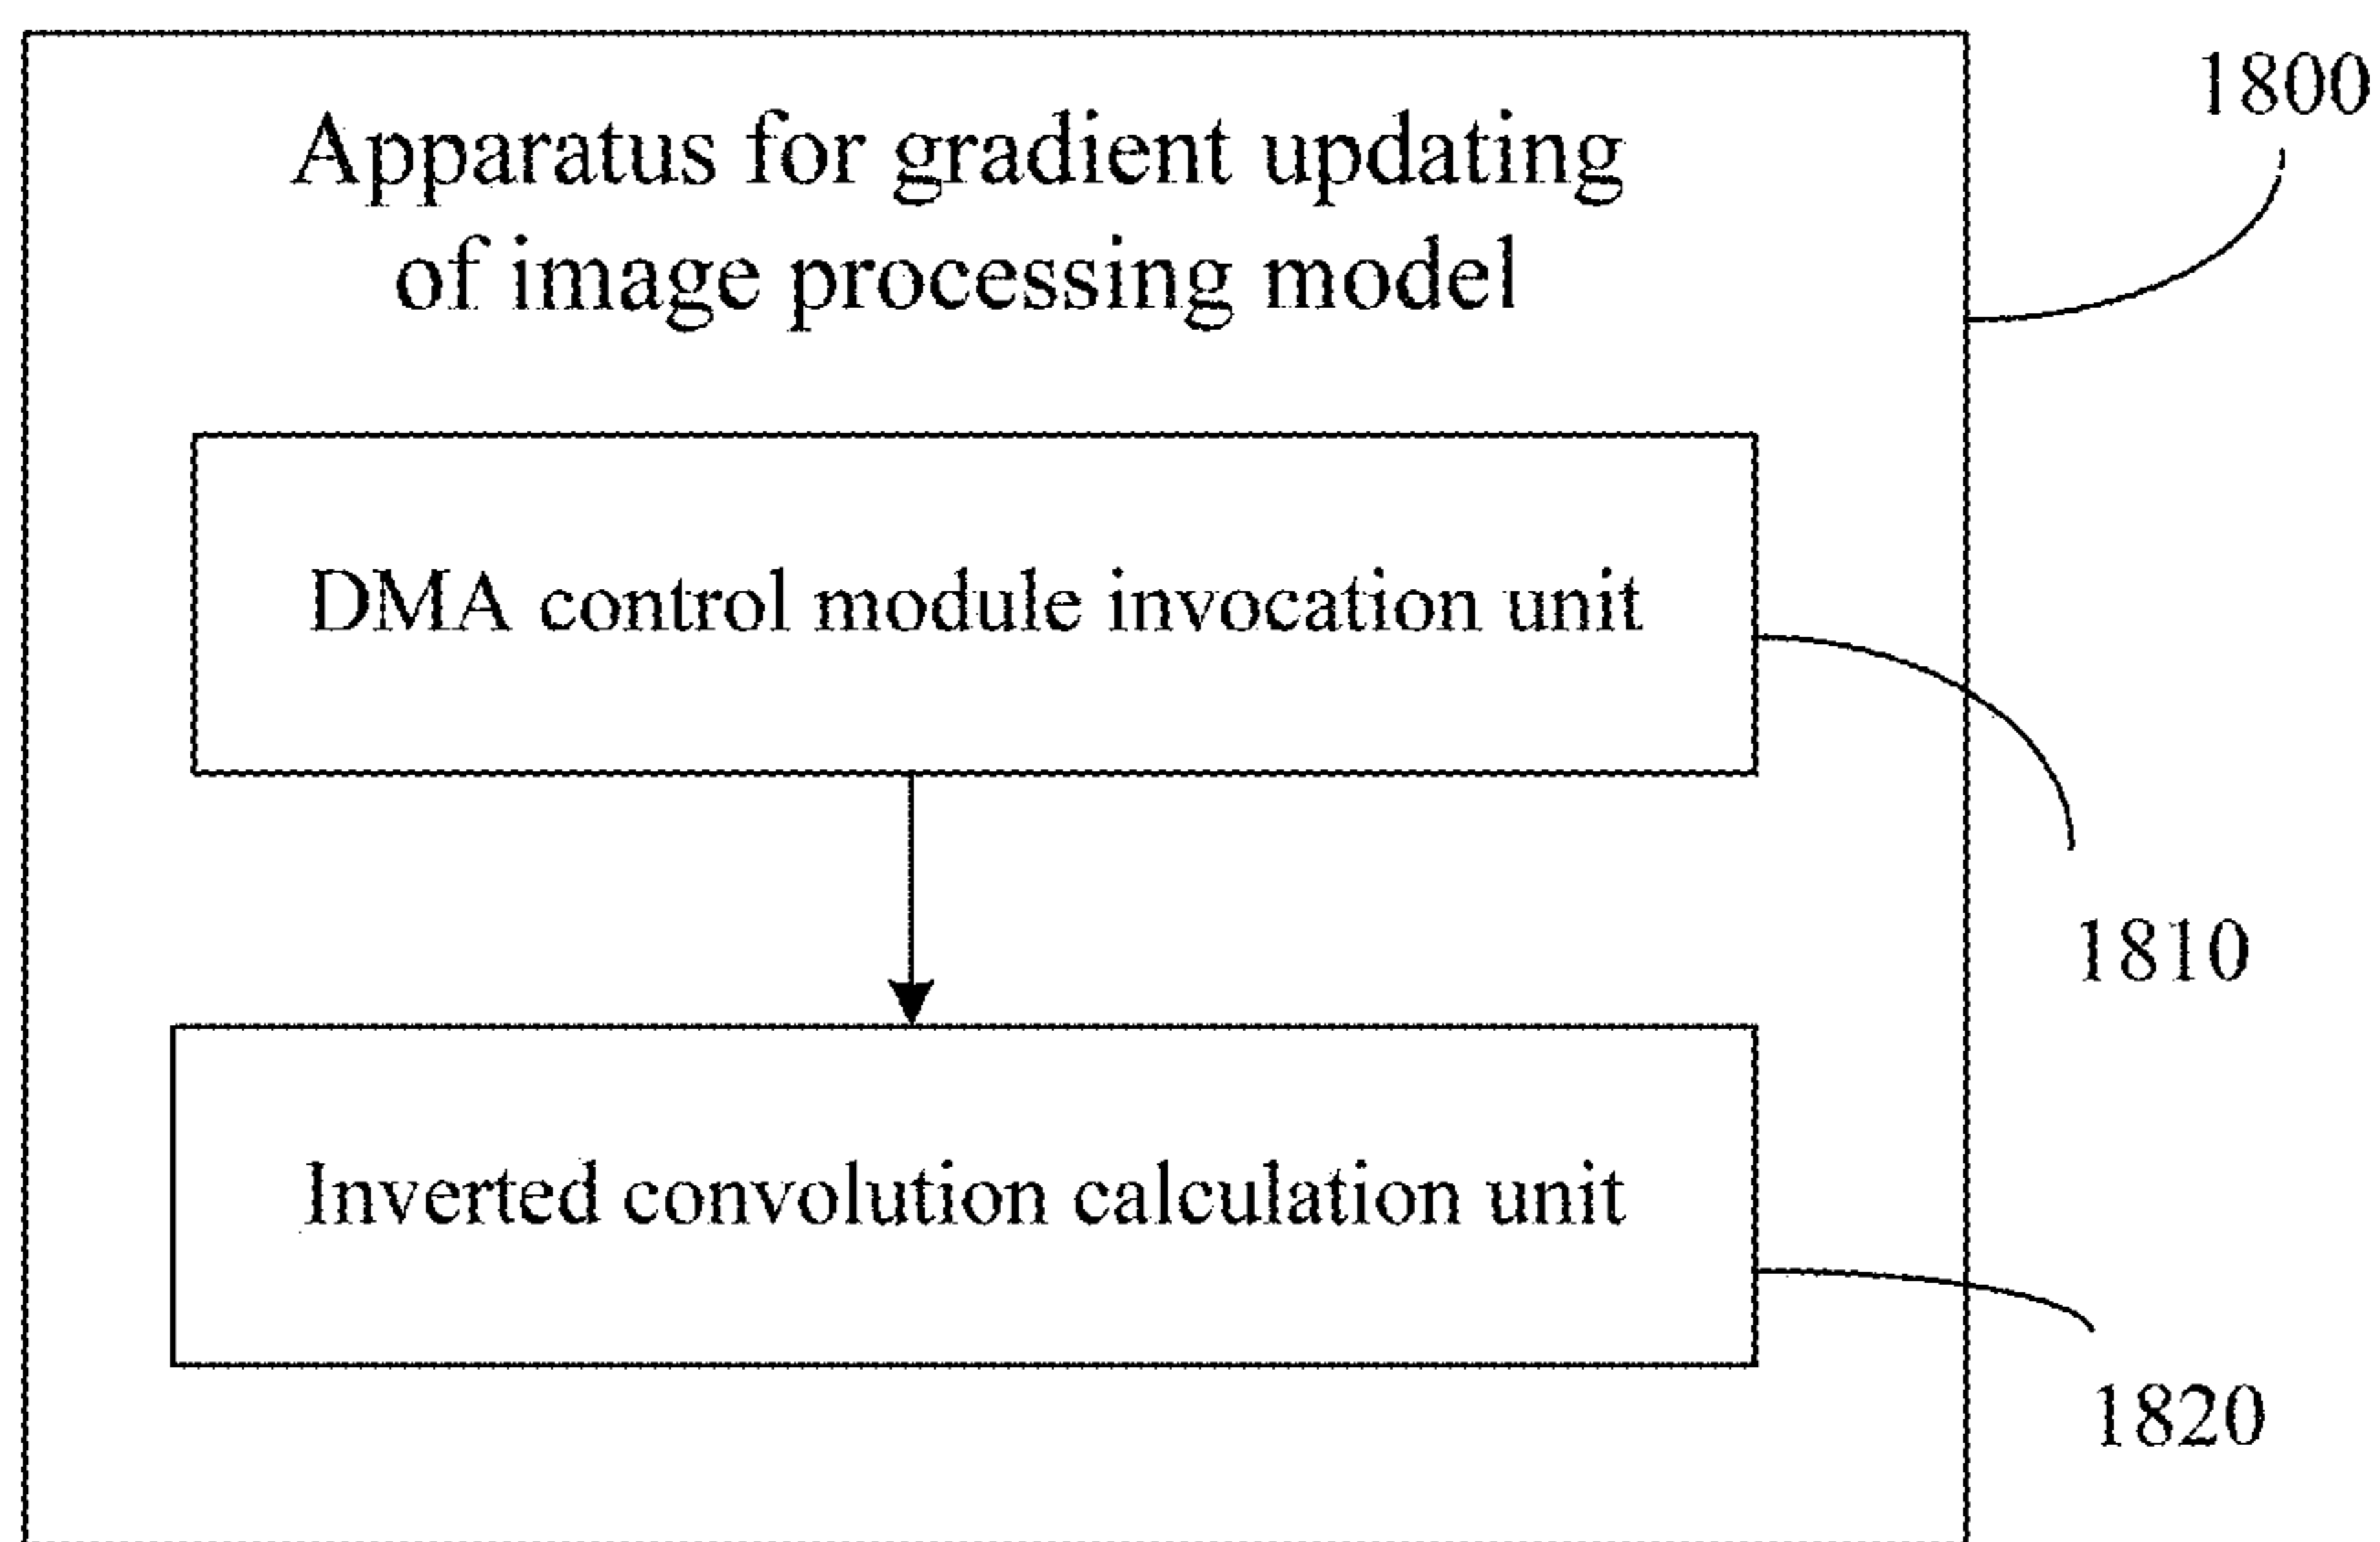 1800
Apparatus for gradient updating
of image processing model
DMA control module invocation unit
1810
Inverted convolution calculation unit
1820